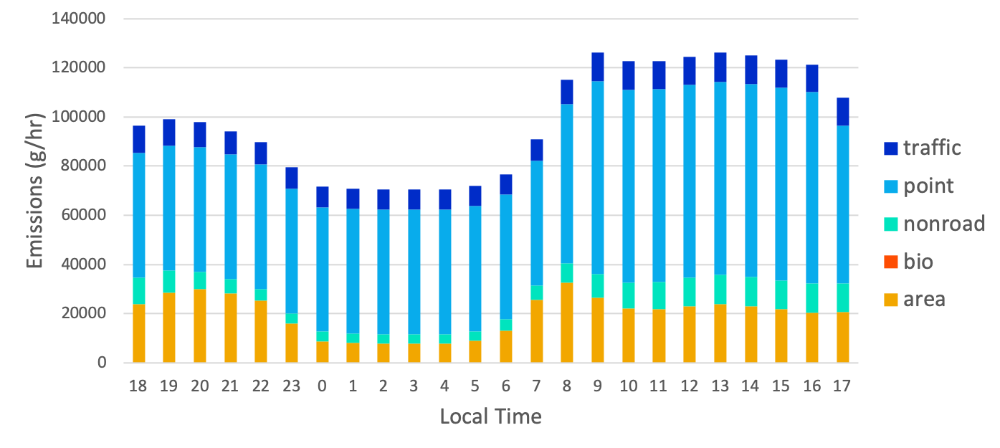 140000
120000
100000
80000
60000
40000
20000
0
Emissions (g/hr)
18 19 20 21 22 23 0 1 2 3 4 5 6 7 8 9 10 11 12 13 14 15 16 17
Local Time
traffic
point
nonroad
bio
area